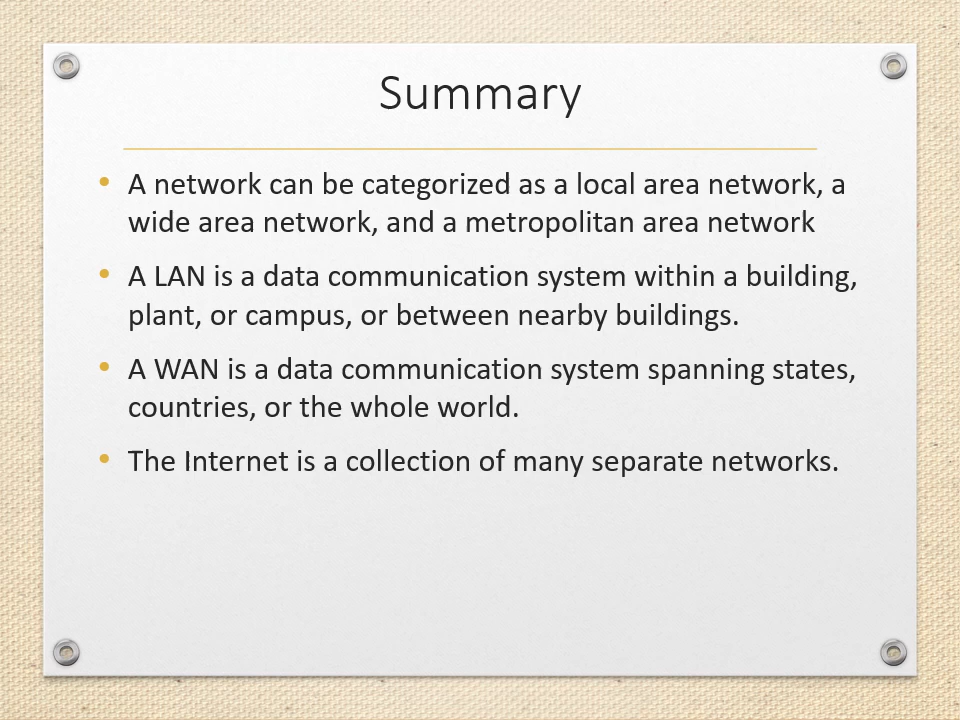 Summary
• A network can be categorized as a local area network, a
wide area network, and a metropolitan area network
• A LAN is a data communication system within a building,
plant, or campus, or between nearby buildings.
• A WAN is a data communication system spanning states,
countries, or the whole world.
• The Internet is a collection of many separate networks.